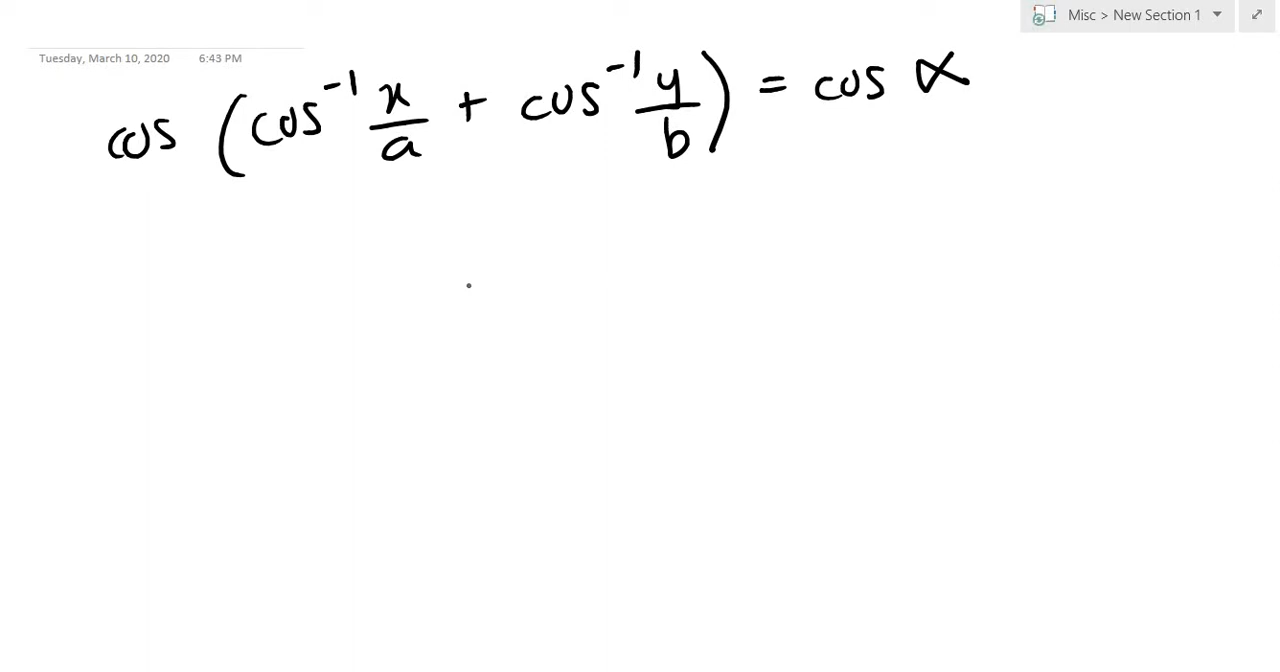 Misc > New Section 1
Tuesday, March 10, 2020 6:43 PM
cos (cos⁻¹ x/a + cos⁻¹ y/b) = cos α